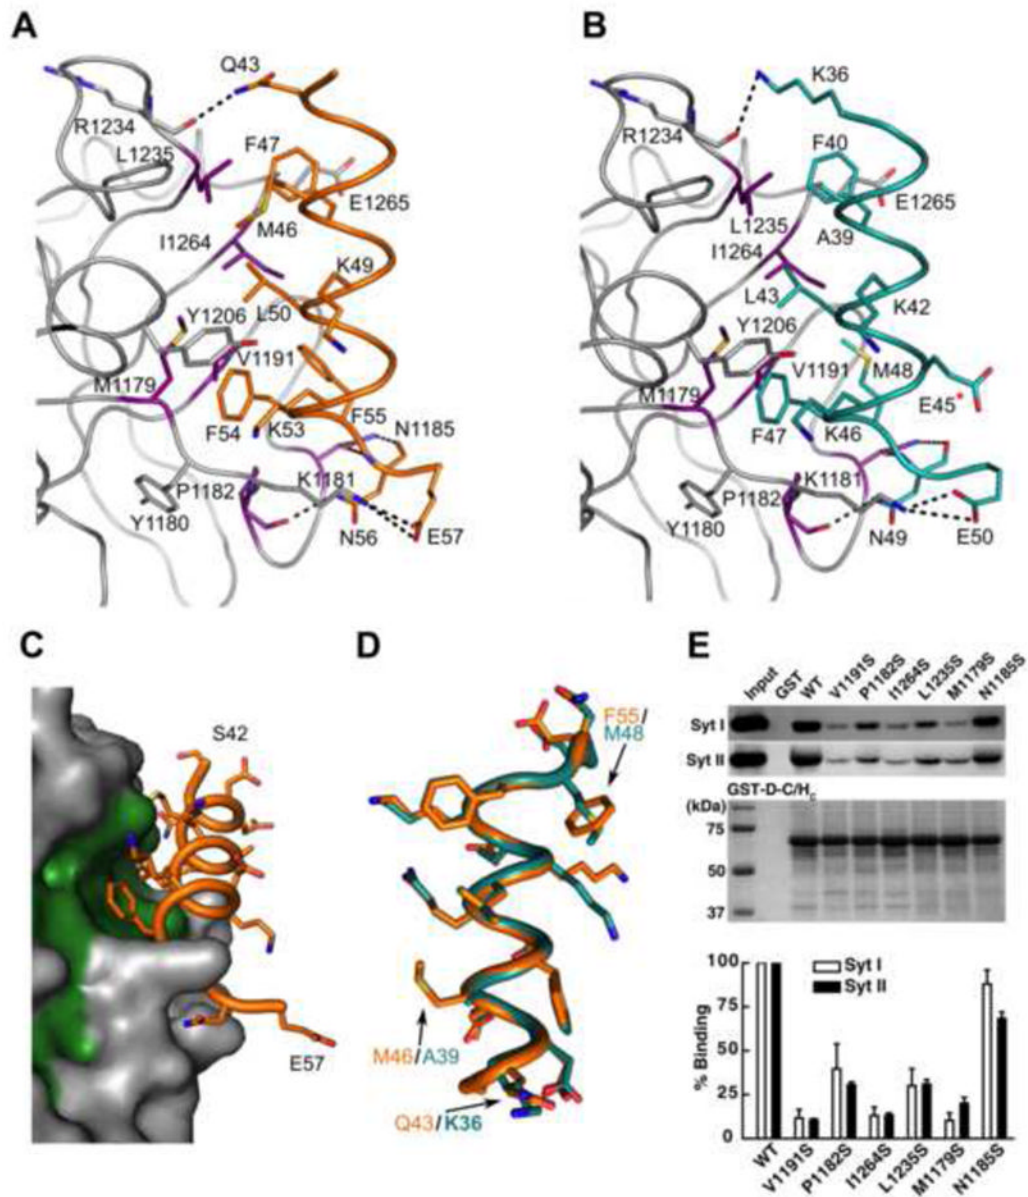 A
Q43
R1234
L1235
F47
E1265
M46
I1264
K49
L50
Y1206
V1191
M1179
F55
F54
K53
N1185
K1181
P1182
Y1180
N56
E57
B
K36
R1234
F40
L1235
E1265
A39
I1264
L43
K42
Y1206
V1191
M48
M1179
E45*
F47
K46
K1181
P1182
Y1180
N49
E50
C
S42
E57
D
F55/
M48
M46/A39
Q43/K36
E
Input
GST
WT
V1191S
P1182S
I1264S
L1235S
M1179S
N1185S
Syt I
Syt II
GST-D-C/HC
(kDa)
75
50
37
100
75
50
25
0
% Binding
Syt I
Syt II
WT
V1191S
P1182S
I1264S
L1235S
M1179S
N1185S